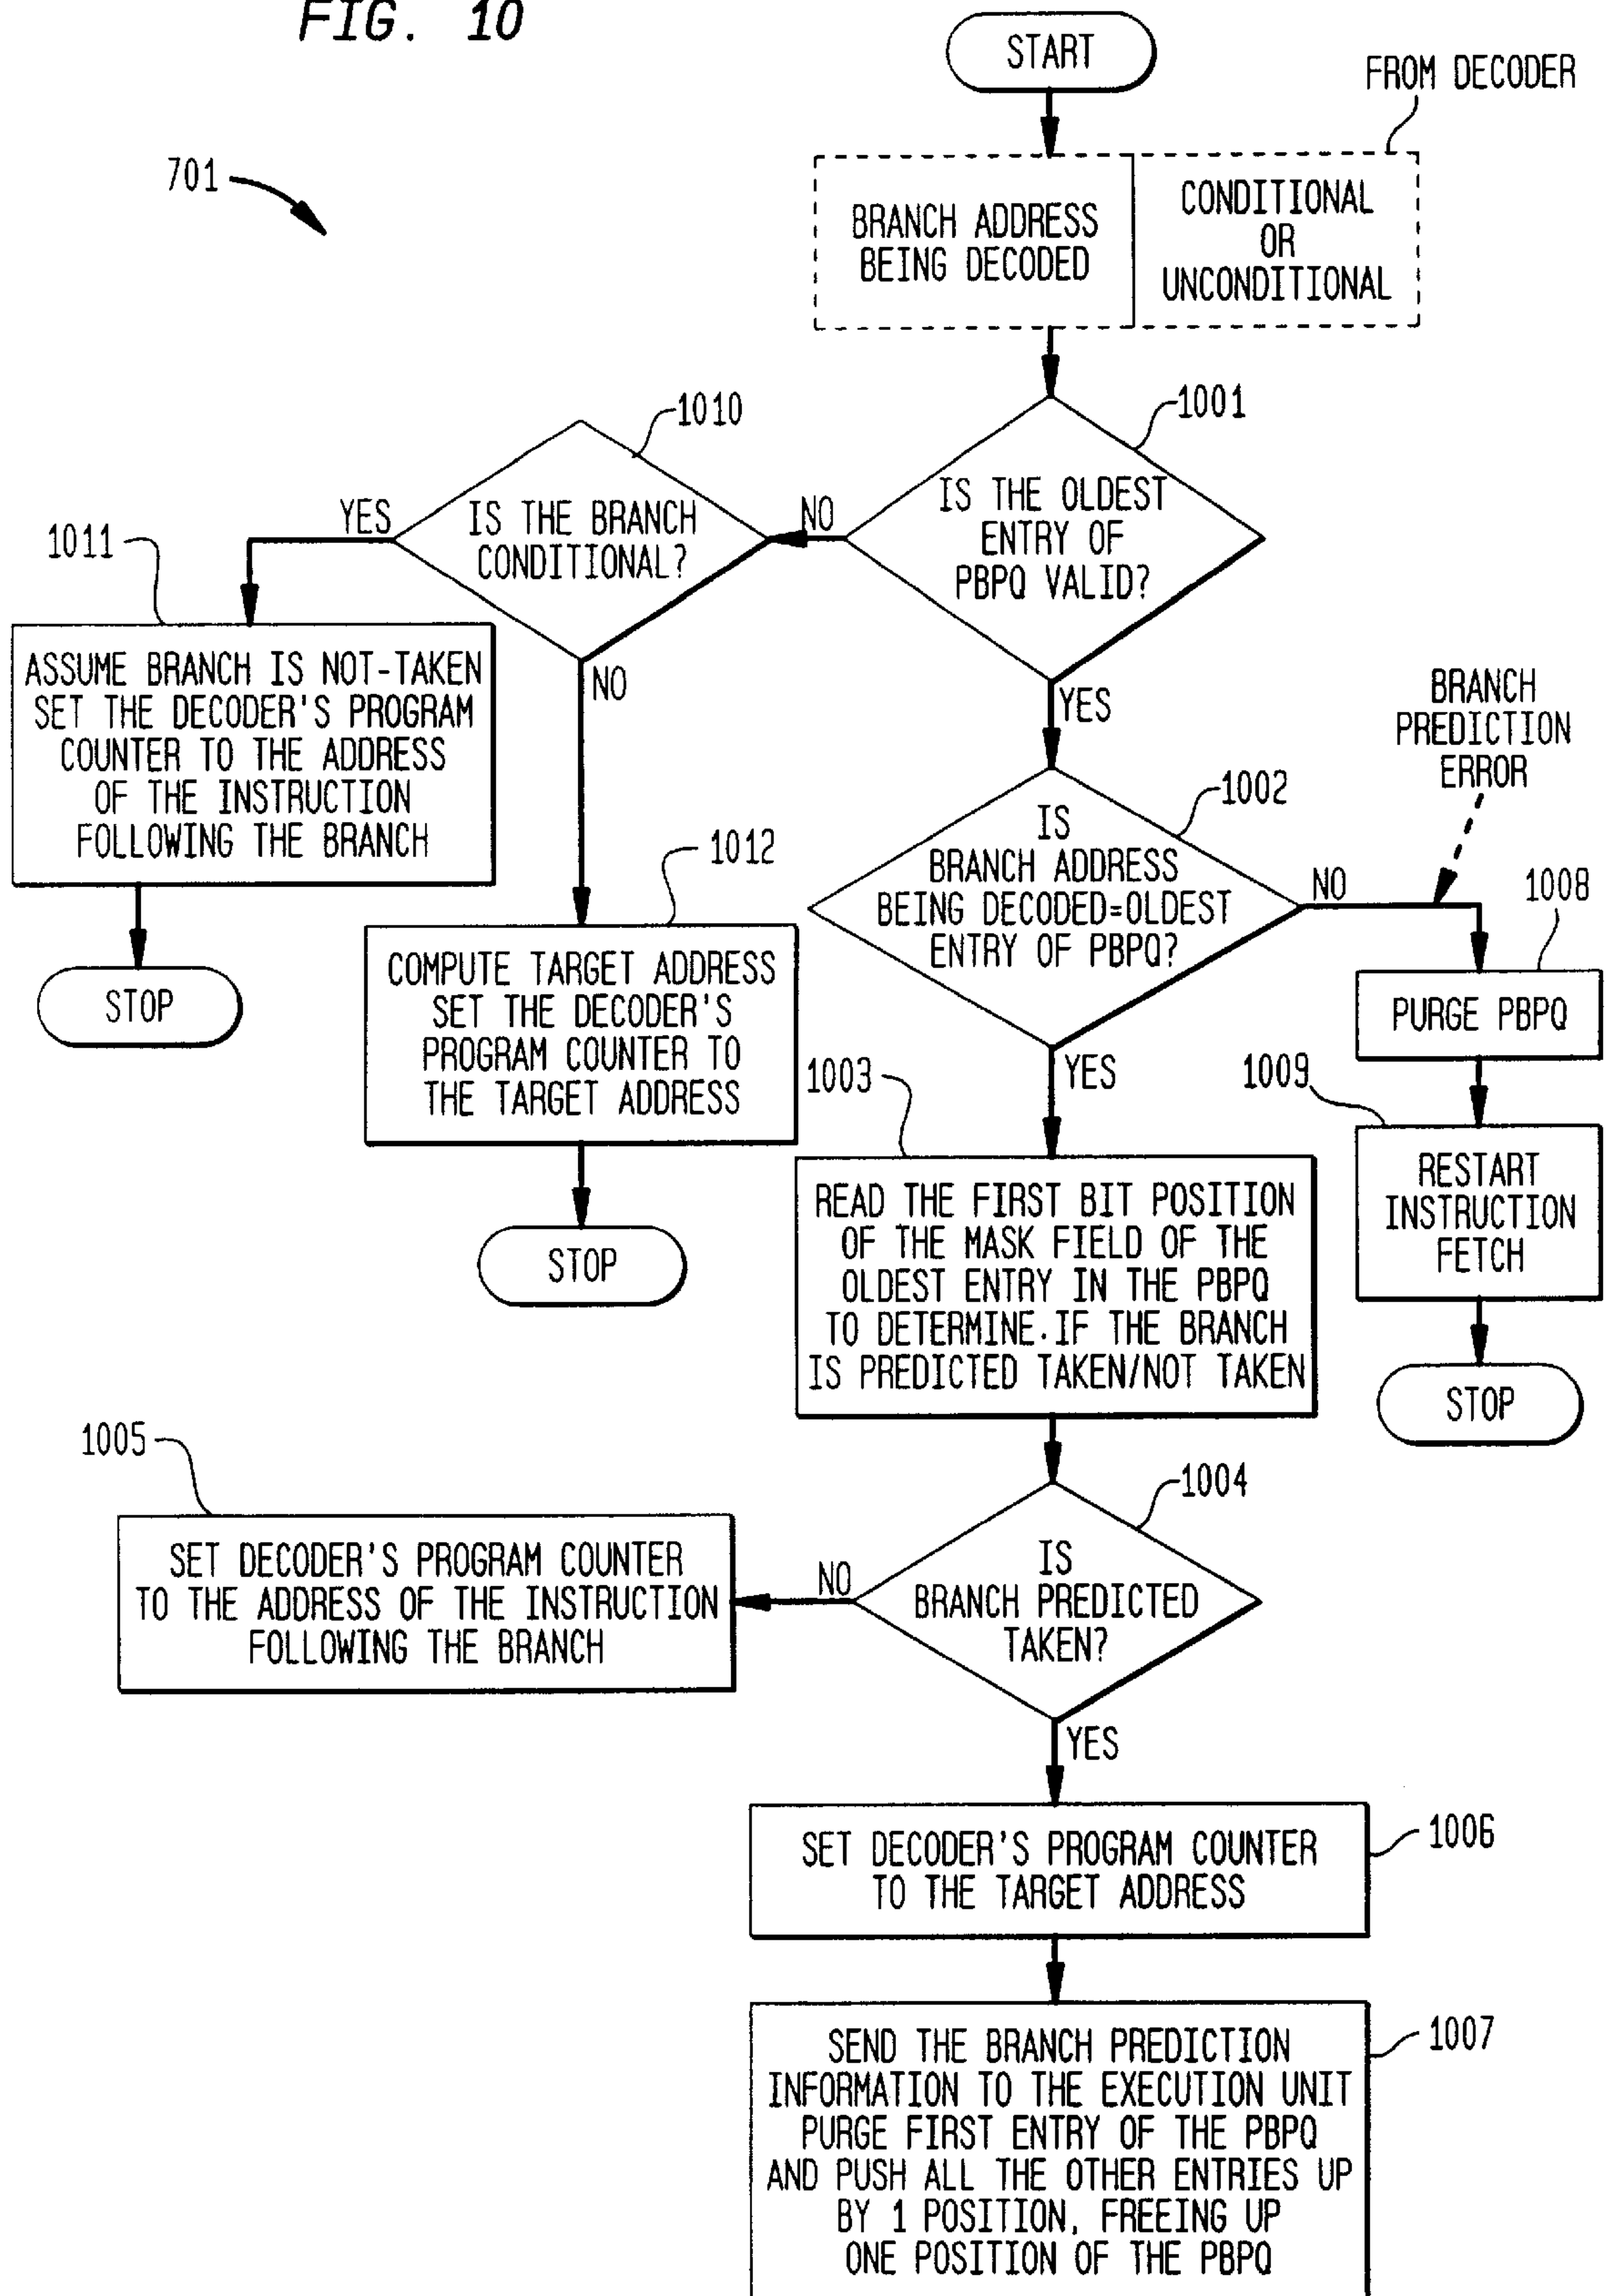 FIG. 10
START
FROM DECODER
701
BRANCH ADDRESS
BEING DECODED
CONDITIONAL
OR
UNCONDITIONAL
1010
1001
IS THE BRANCH
CONDITIONAL?
YES
NO
IS THE OLDEST
ENTRY OF
PBPQ VALID?
1011
NO
YES
ASSUME BRANCH IS NOT-TAKEN
SET THE DECODER'S PROGRAM
COUNTER TO THE ADDRESS
OF THE INSTRUCTION
FOLLOWING THE BRANCH
STOP
BRANCH
PREDICTION
ERROR
1002
IS
BRANCH ADDRESS
BEING DECODED=OLDEST
ENTRY OF PBPQ?
NO
YES
1012
COMPUTE TARGET ADDRESS
SET THE DECODER'S
PROGRAM COUNTER TO
THE TARGET ADDRESS
STOP
1008
PURGE PBPQ
1009
RESTART
INSTRUCTION
FETCH
STOP
1003
READ THE FIRST BIT POSITION
OF THE MASK FIELD OF THE
OLDEST ENTRY IN THE PBPQ
TO DETERMINE.IF THE BRANCH
IS PREDICTED TAKEN/NOT TAKEN
1004
IS
BRANCH PREDICTED
TAKEN?
NO
YES
1005
SET DECODER'S PROGRAM COUNTER
TO THE ADDRESS OF THE INSTRUCTION
FOLLOWING THE BRANCH
1006
SET DECODER'S PROGRAM COUNTER
TO THE TARGET ADDRESS
1007
SEND THE BRANCH PREDICTION
INFORMATION TO THE EXECUTION UNIT
PURGE FIRST ENTRY OF THE PBPQ
AND PUSH ALL THE OTHER ENTRIES UP
BY 1 POSITION, FREEING UP
ONE POSITION OF THE PBPQ